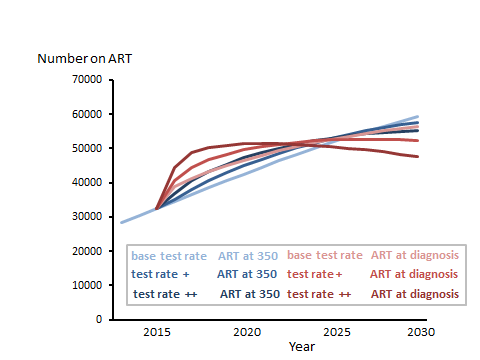 Number on ART
70000
60000
50000
40000
30000
20000
10000
0
base test rate ART at 350 base test rate ART at diagnosis
test rate + ART at 350 test rate + ART at diagnosis
test rate ++ ART at 350 test rate ++ ART at diagnosis
2015 2020 2025 2030
Year